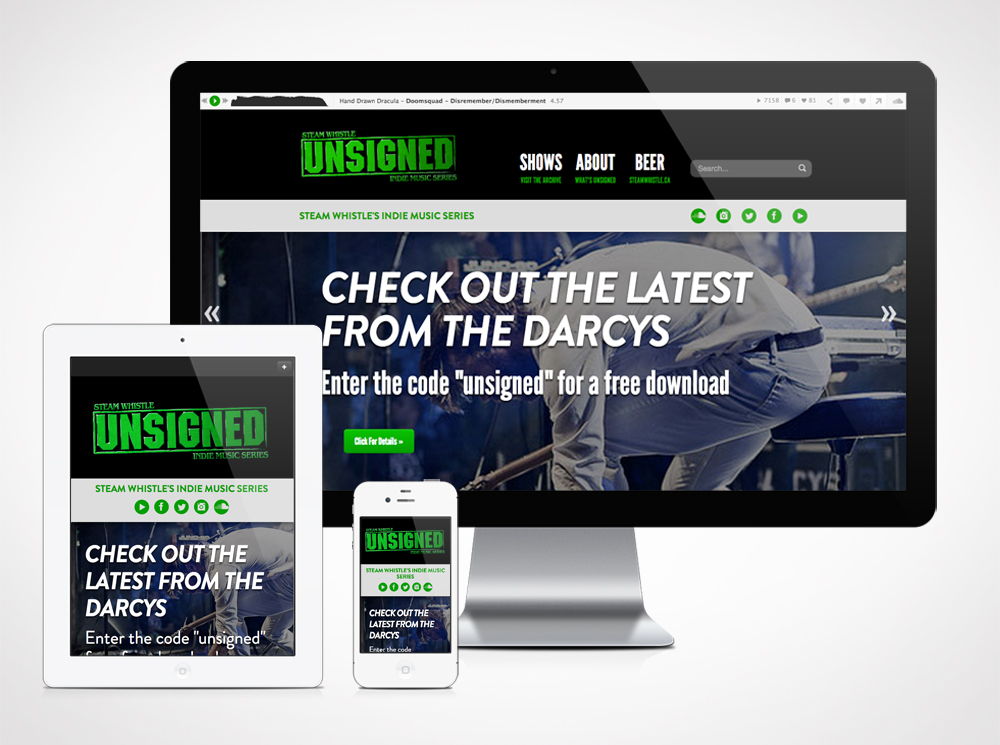 Hand Drawn Dracula – Doomsquad – Disremember/Dismemberment 4.57
7158 6 81
STEAM WHISTLE
UNSIGNED
INDIE MUSIC SERIES
SHOWS ABOUT BEER
VISIT THE ARCHIVE WHAT'S UNSIGNED STEAMWHISTLE.CA
Search...
STEAM WHISTLE'S INDIE MUSIC SERIES
CHECK OUT THE LATEST
FROM THE DARCYS
Enter the code "unsigned" for a free download
Click For Details »
STEAM WHISTLE
UNSIGNED
INDIE MUSIC SERIES
STEAM WHISTLE'S INDIE MUSIC SERIES
CHECK OUT THE
LATEST FROM THE
DARCYS
Enter the code "unsigned"
STEAM WHISTLE
UNSIGNED
INDIE MUSIC SERIES
STEAM WHISTLE'S INDIE MUSIC
SERIES
CHECK OUT THE
LATEST FROM THE
DARCYS
Enter the code